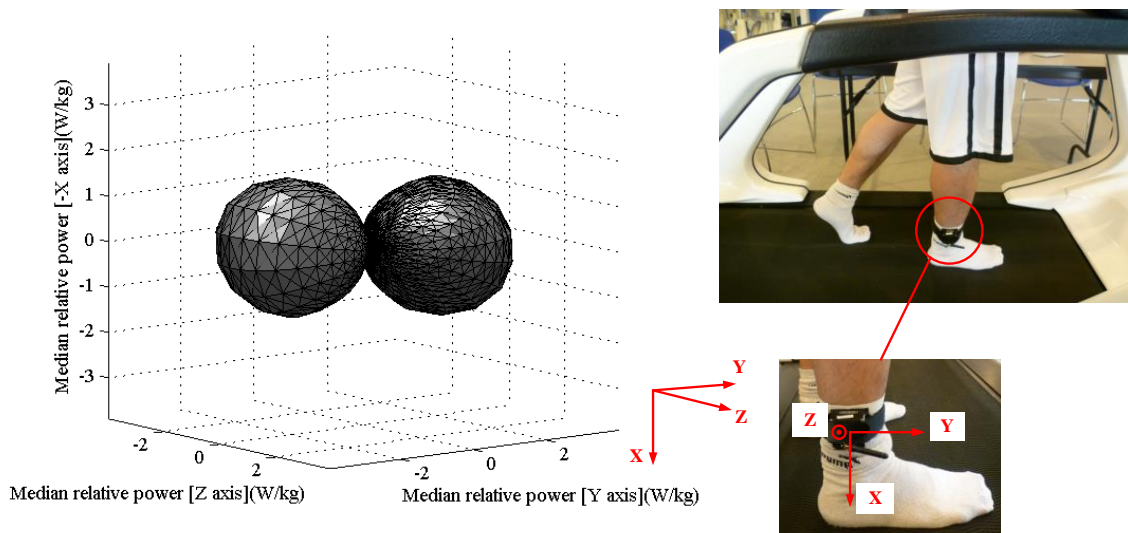 Median relative power [-X axis](W/kg)
3
2
1
0
-1
-2
-3
-2
0
2
Median relative power [Z axis](W/kg)
-2
0
2
Median relative power [Y axis](W/kg)
Y
Z
X
Z
Y
X